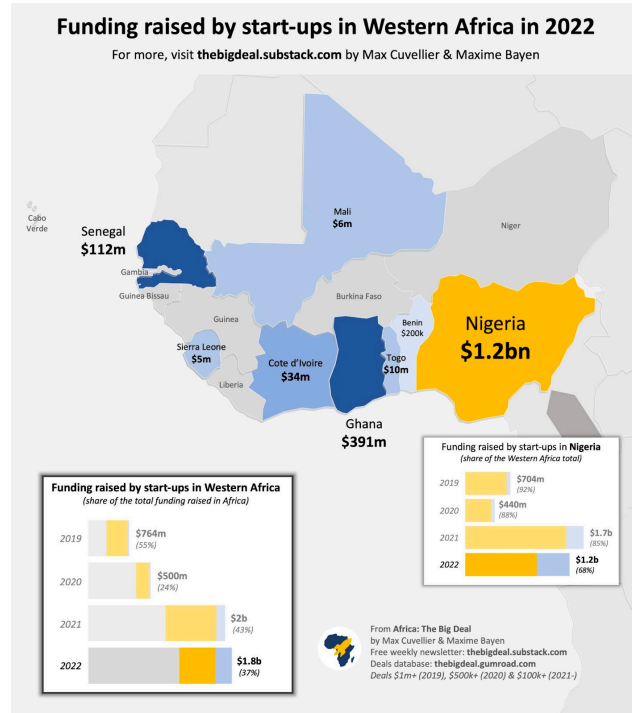 Funding raised by start-ups in Western Africa in 2022
For more, visit thebigdeal.substack.com by Max Cuvellier & Maxime Bayen
Cabo
Verde
Senegal
$112m
Gambia
Guinea Bissau
Mali
$6m
Niger
Guinea
Burkina Faso
Sierra Leone
$5m
Liberia
Cote d'Ivoire
$34m
Ghana
$391m
Togo
$10m
Benin
$200k
Nigeria
$1.2bn
Funding raised by start-ups in Nigeria
(share of the Western Africa total)
2019
$704m
(92%)
2020
$440m
(88%)
2021
$1.7b
(85%)
2022
$1.2b
(68%)
Funding raised by start-ups in Western Africa
(share of the total funding raised in Africa)
2019
$764m
(55%)
2020
$500m
(24%)
2021
$2b
(43%)
2022
$1.8b
(37%)
From Africa: The Big Deal
by Max Cuvellier & Maxime Bayen
Free weekly newsletter: thebigdeal.substack.com
Deals database: thebigdeal.gumroad.com
Deals $1m+ (2019), $500k+ (2020) & $100k+ (2021-)